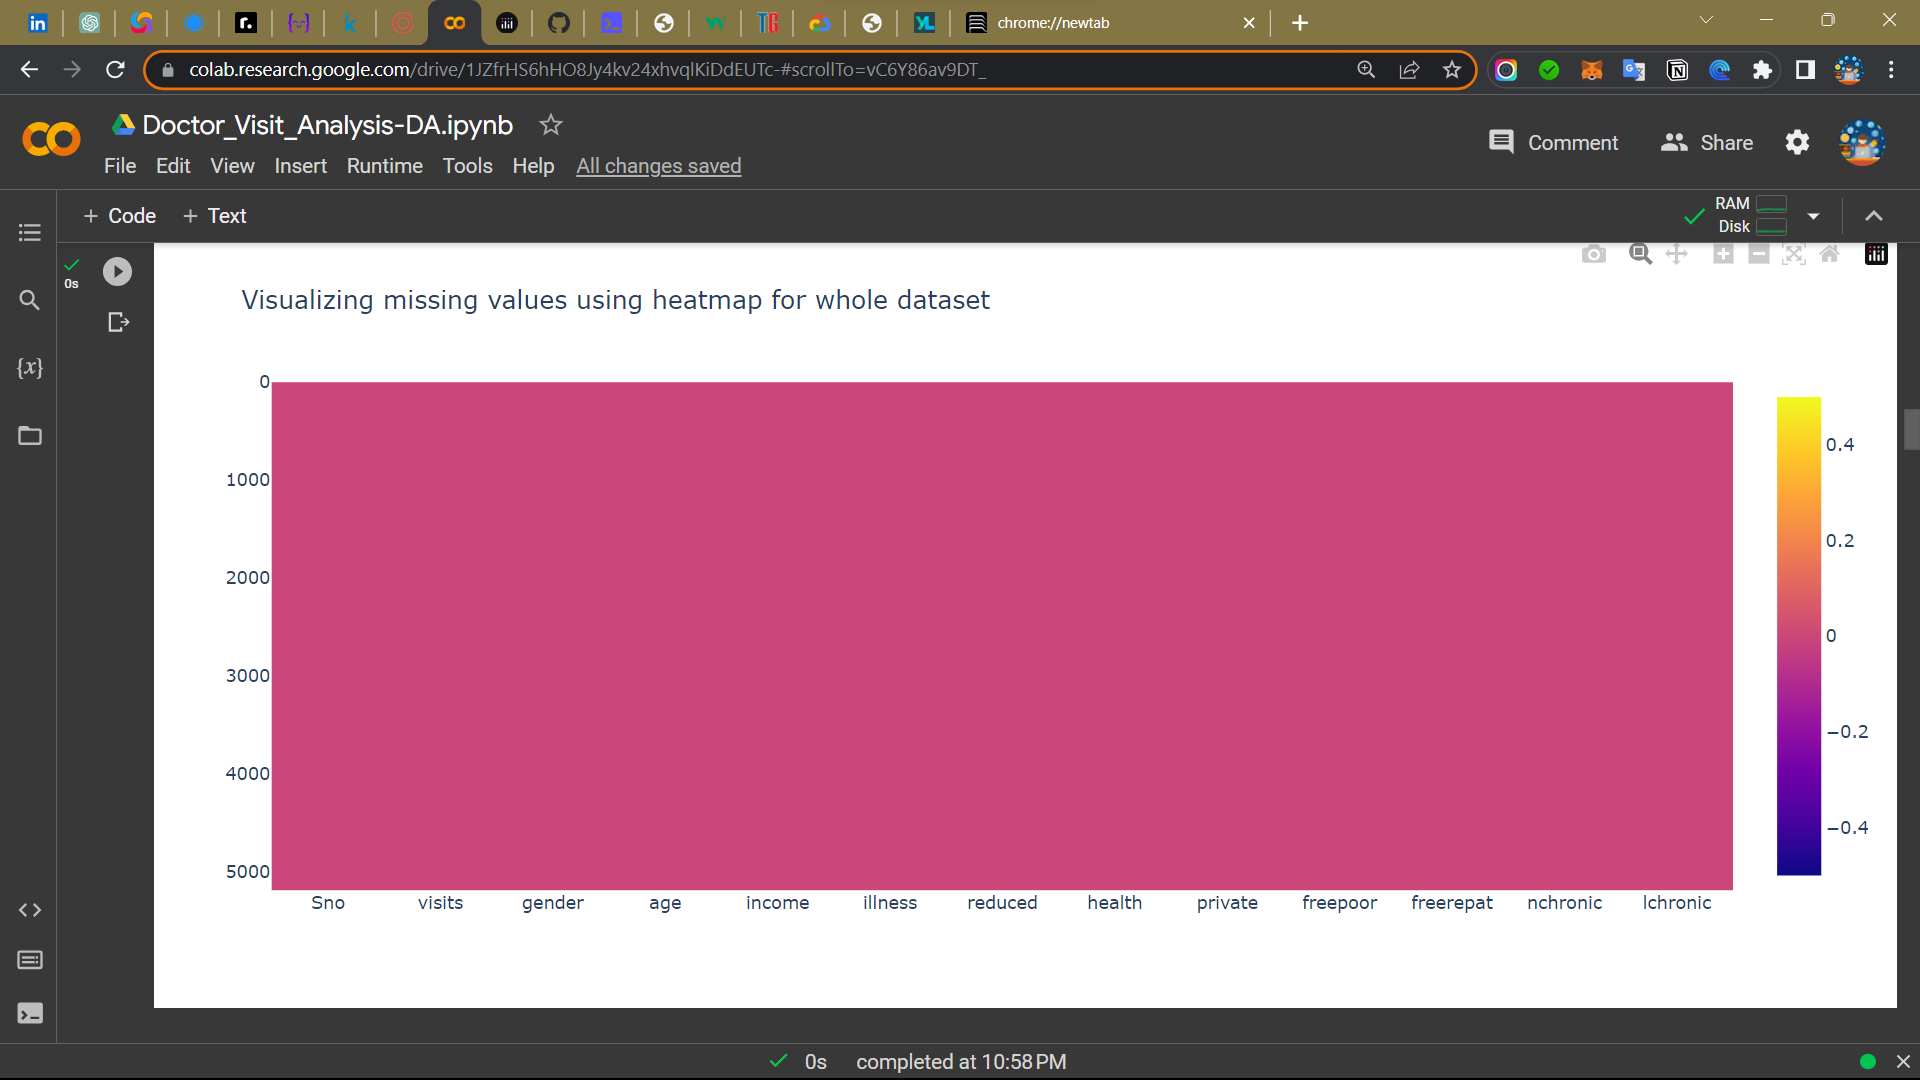 chrome://newtab
colab.research.google.com/drive/1JZfrHS6hHO8Jy4kv24xhvqlKiDdEUTc-#scrollTo=vC6Y86av9DT_
Doctor_Visit_Analysis-DA.ipynb
Comment
Share
File Edit View Insert Runtime Tools Help All changes saved
+ Code + Text
RAM
Disk
0s
Visualizing missing values using heatmap for whole dataset
{x}
0
1000
2000
3000
4000
5000
Sno visits gender age income illness reduced health private freepoor freerepat nchronic lchronic
0.4
0.2
0
−0.2
−0.4
0s completed at 10:58 PM